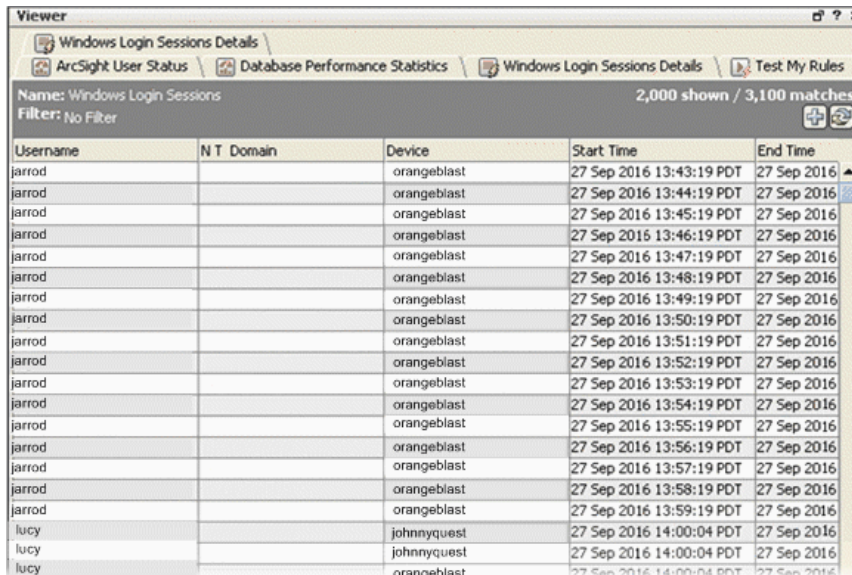 Viewer
Windows Login Sessions Details
ArcSight User Status Database Performance Statistics Windows Login Sessions Details Test My Rules
Name: Windows Login Sessions 2,000 shown / 3,100 matches
Filter: No Filter
Username N T Domain Device Start Time End Time
jarrod orangeblast 27 Sep 2016 13:43:19 PDT 27 Sep 2016
jarrod orangeblast 27 Sep 2016 13:44:19 PDT 27 Sep 2016
jarrod orangeblast 27 Sep 2016 13:45:19 PDT 27 Sep 2016
jarrod orangeblast 27 Sep 2016 13:46:19 PDT 27 Sep 2016
jarrod orangeblast 27 Sep 2016 13:47:19 PDT 27 Sep 2016
jarrod orangeblast 27 Sep 2016 13:48:19 PDT 27 Sep 2016
jarrod orangeblast 27 Sep 2016 13:49:19 PDT 27 Sep 2016
jarrod orangeblast 27 Sep 2016 13:50:19 PDT 27 Sep 2016
jarrod orangeblast 27 Sep 2016 13:51:19 PDT 27 Sep 2016
jarrod orangeblast 27 Sep 2016 13:52:19 PDT 27 Sep 2016
jarrod orangeblast 27 Sep 2016 13:53:19 PDT 27 Sep 2016
jarrod orangeblast 27 Sep 2016 13:54:19 PDT 27 Sep 2016
jarrod orangeblast 27 Sep 2016 13:55:19 PDT 27 Sep 2016
jarrod orangeblast 27 Sep 2016 13:56:19 PDT 27 Sep 2016
jarrod orangeblast 27 Sep 2016 13:57:19 PDT 27 Sep 2016
jarrod orangeblast 27 Sep 2016 13:58:19 PDT 27 Sep 2016
jarrod orangeblast 27 Sep 2016 13:59:19 PDT 27 Sep 2016
lucy johnnyquest 27 Sep 2016 14:00:04 PDT 27 Sep 2016
lucy johnnyquest 27 Sep 2016 14:00:04 PDT 27 Sep 2016
lucy orangeblast 27 Sep 2016 14:00:04 PDT 27 Sep 2016